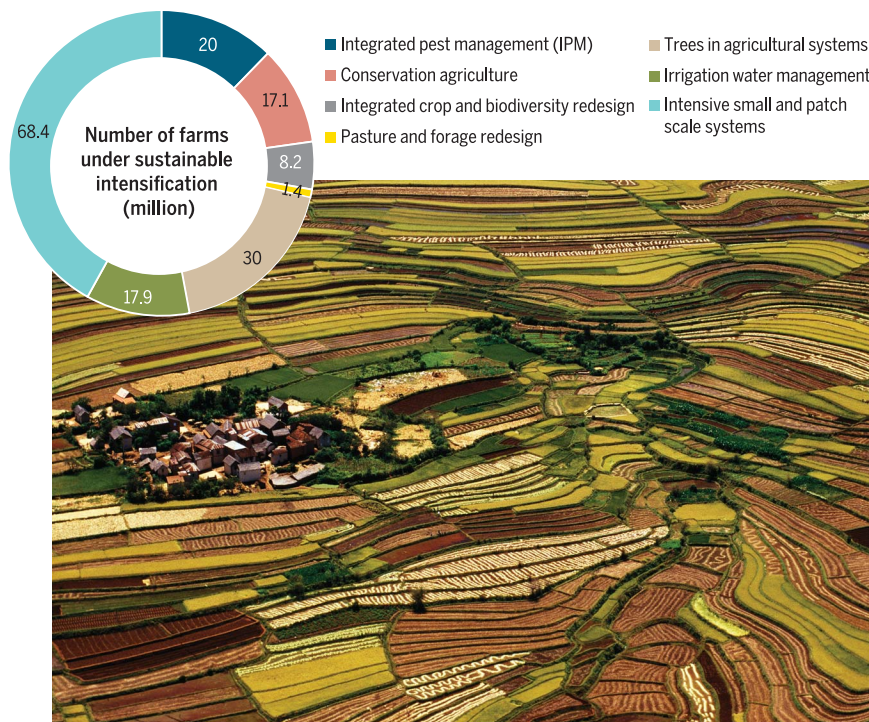 20
17.1
8.2
1.4
30
17.9
68.4
Number of farms
under sustainable
intensification
(million)
Integrated pest management (IPM)
Conservation agriculture
Integrated crop and biodiversity redesign
Pasture and forage redesign
Trees in agricultural systems
Irrigation water management
Intensive small and patch
scale systems